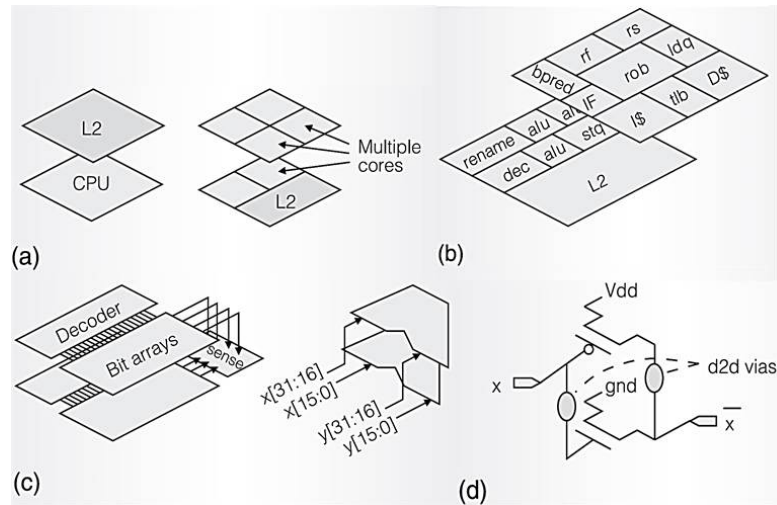 L2
CPU
Multiple
cores
L2
(a)
rf
rs
ldq
bpred
rob
D$
IF
I$
tlb
rename
alu
stq
dec
alu
L2
(b)
Decoder
Bit arrays
sense
x[31:16]
x[15:0]
y[31:16]
y[15:0]
(c)
Vdd
x
gnd
d2d vias
x
(d)